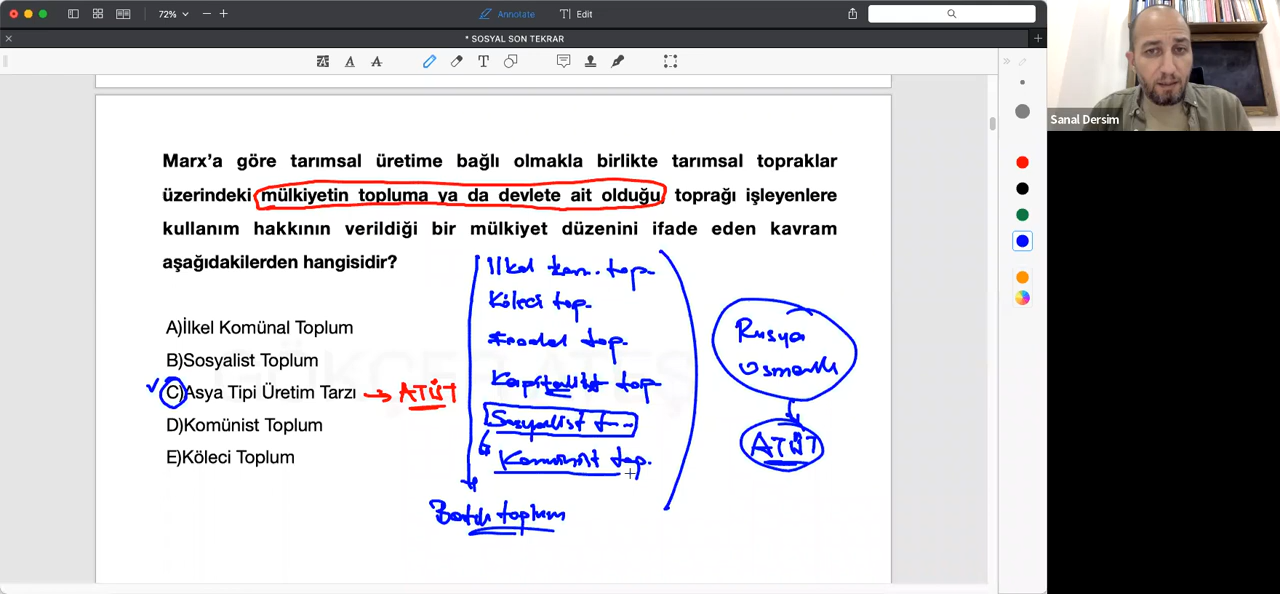 72%
Annotate
Edit
* SOSYAL SON TEKRAR
Sanal Dersim
Marx'a göre tarımsal üretime bağlı olmakla birlikte tarımsal topraklar
üzerindeki mülkiyetin topluma ya da devlete ait olduğu, toprağı işleyenlere
kullanım hakkının verildiği bir mülkiyet düzenini ifade eden kavram
aşağıdakilerden hangisidir?
A)İlkel Komünal Toplum
B)Sosyalist Toplum
C)Asya Tipi Üretim Tarzı → ATÜT
D)Komünist Toplum
E)Köleci Toplum
İlkel kom. top.
Köleci top.
Feodal top.
Kapitalist top
Sosyalist t--
Komünist top.
Batılı toplum
Rusya
Osmanlı
ATÜT